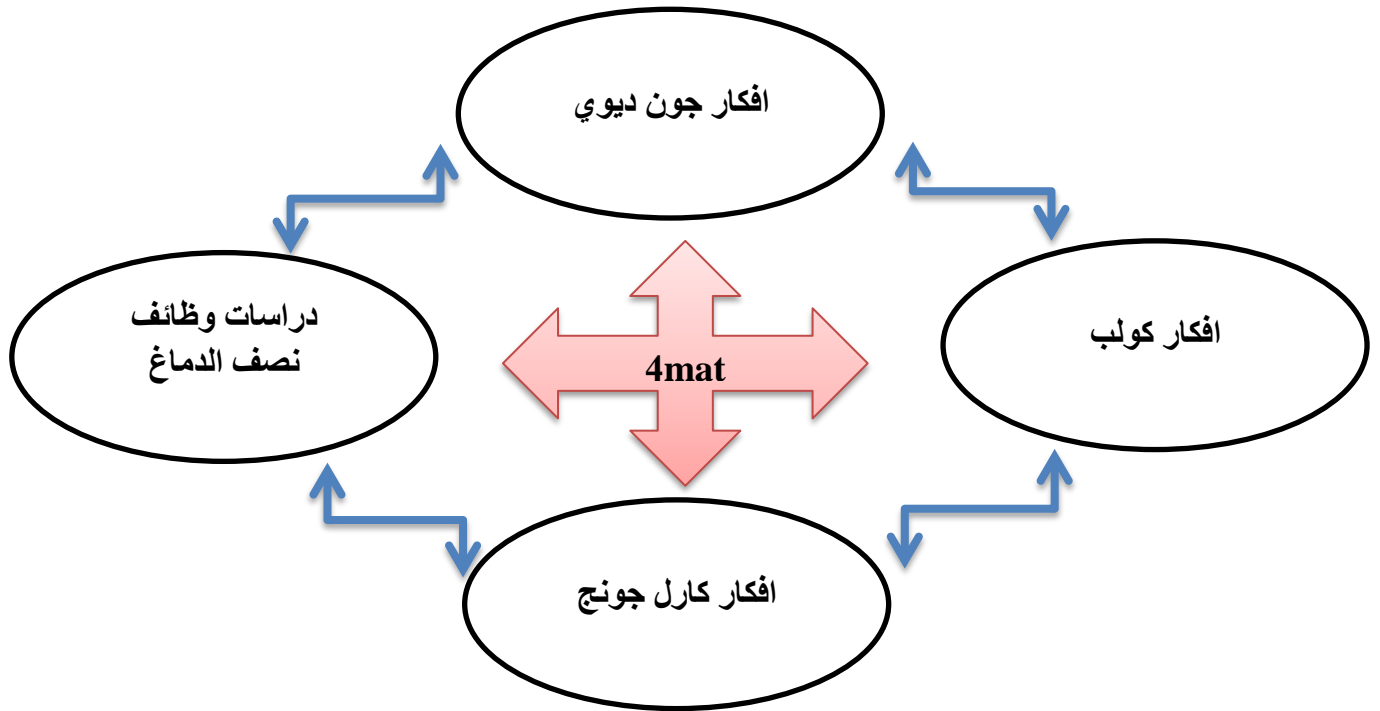 افكار جون ديوي
دراسات وظائف
نصف الدماغ
4mat
افكار كولب
افكار كارل جونج